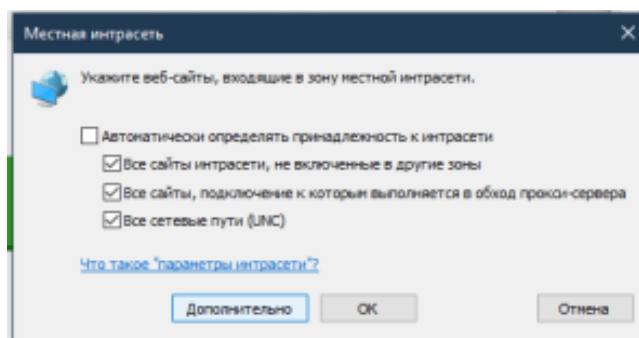 Местная интрасеть
Укажите веб-сайты, входящие в зону местной интрасети.
Автоматически определять принадлежность к интрасети
Все сайты интрасети, не включенные в другие зоны
Все сайты, подключение к которым выполняется в обход прокси-сервера
Все сетевые пути (UNC)
Что такое "параметры интрасети"?
Дополнительно ОК Отмена